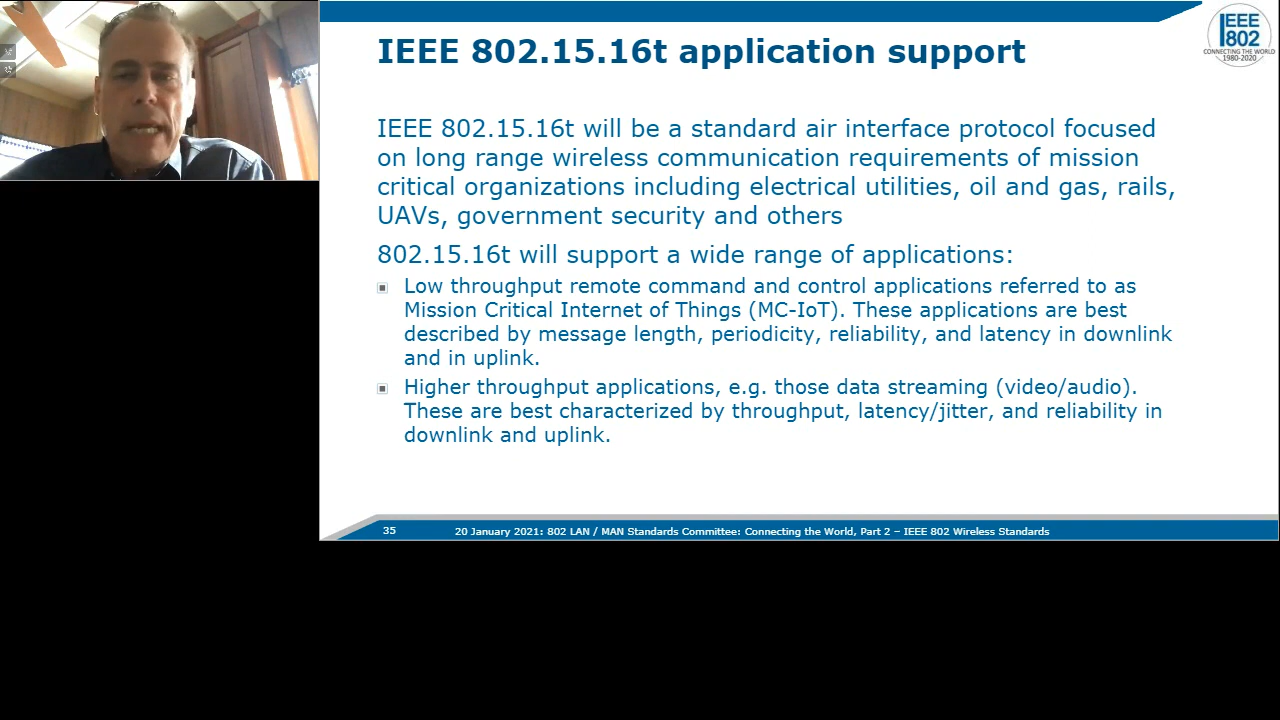 IEEE 802.15.16t application support
IEEE
802
CONNECTING THE WORLD
1980-2020
IEEE 802.15.16t will be a standard air interface protocol focused
on long range wireless communication requirements of mission
critical organizations including electrical utilities, oil and gas, rails,
UAVs, government security and others
802.15.16t will support a wide range of applications:
Low throughput remote command and control applications referred to as
Mission Critical Internet of Things (MC-IoT). These applications are best
described by message length, periodicity, reliability, and latency in downlink
and in uplink.
Higher throughput applications, e.g. those data streaming (video/audio).
These are best characterized by throughput, latency/jitter, and reliability in
downlink and uplink.
35
20 January 2021: 802 LAN / MAN Standards Committee: Connecting the World, Part 2 – IEEE 802 Wireless Standards